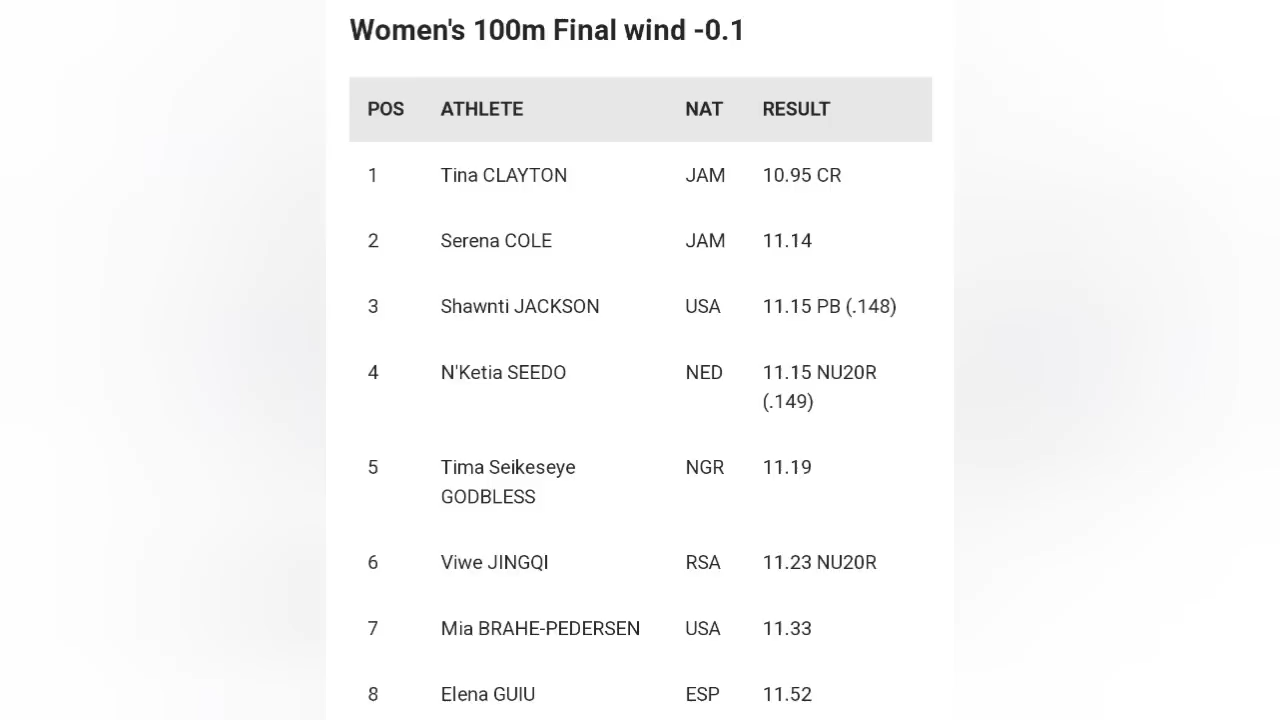 Women's 100m Final wind -0.1
POS ATHLETE NAT RESULT
1 Tina CLAYTON JAM 10.95 CR
2 Serena COLE JAM 11.14
3 Shawnti JACKSON USA 11.15 PB (.148)
4 N'Ketia SEEDO NED 11.15 NU20R
(.149)
5 Tima Seikeseye NGR 11.19
GODBLESS
6 Viwe JINGQI RSA 11.23 NU20R
7 Mia BRAHE-PEDERSEN USA 11.33
8 Elena GUIU ESP 11.52